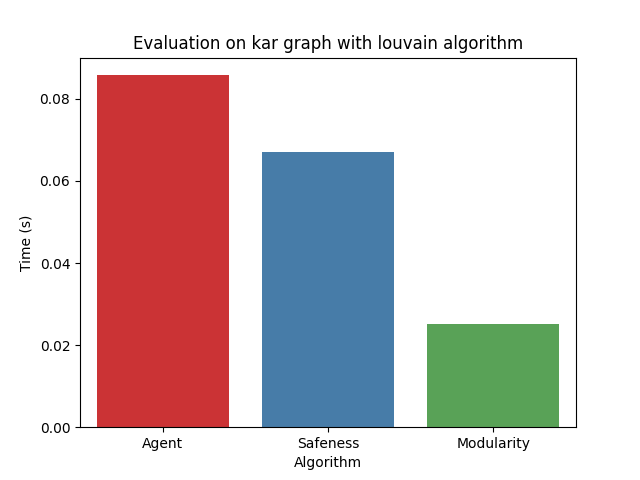 Evaluation on kar graph with louvain algorithm
0.08
0.06
0.04
0.02
0.00
Time (s)
Agent
Safeness
Modularity
Algorithm